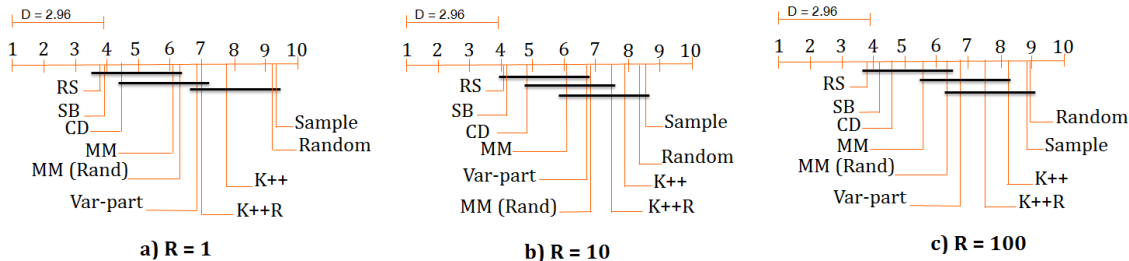 D = 2.96
1 2 3 4 5 6 7 8 9 10
RS
SB
CD
MM
MM (Rand)
Var-part
Sample
Random
K++
K++R
a) R = 1
D = 2.96
1 2 3 4 5 6 7 8 9 10
RS
SB
CD
MM
Var-part
MM (Rand)
Sample
Random
K++
K++R
b) R = 10
D = 2.96
1 2 3 4 5 6 7 8 9 10
RS
SB
CD
MM
MM (Rand)
Var-part
Random
Sample
K++
K++R
c) R = 100